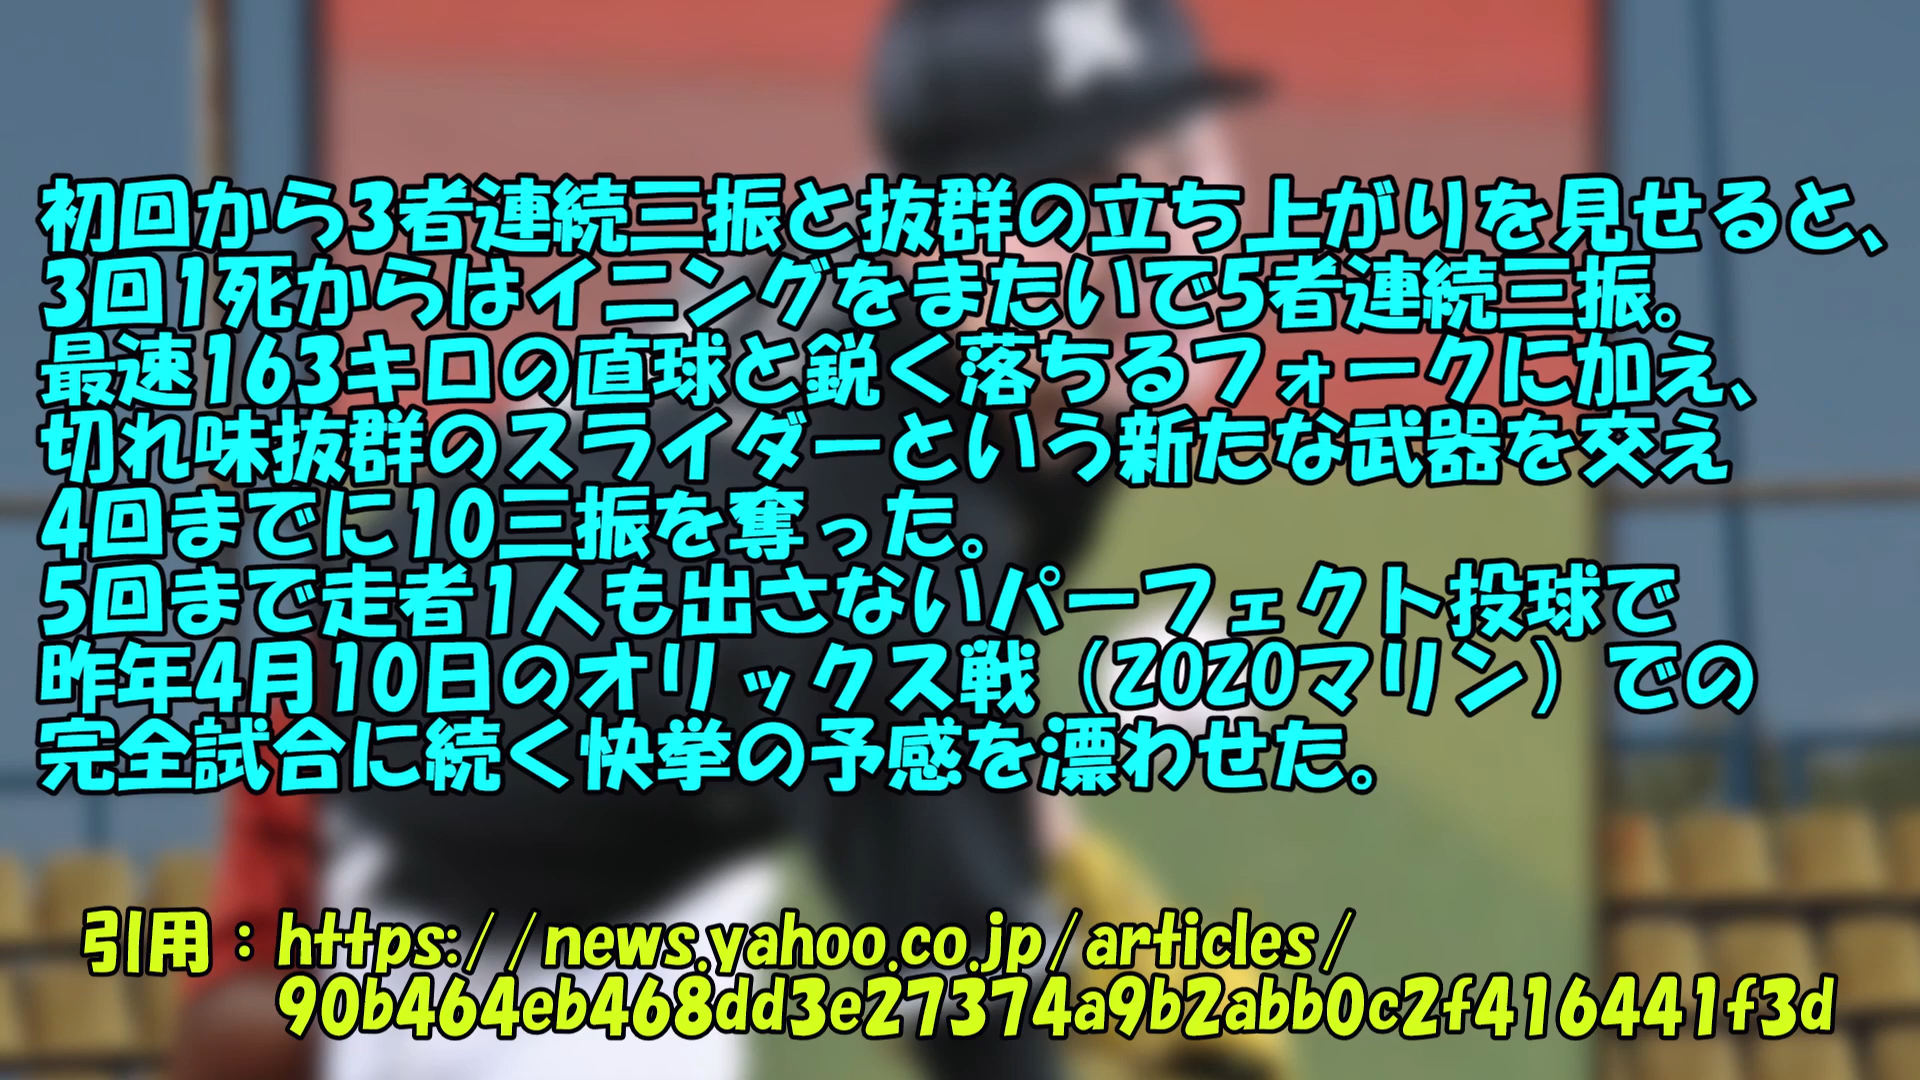 初回から3者連続三振と抜群の立ち上がりを見せると、
3回1死からはイニングをまたいで5者連続三振。
最速163キロの直球と鋭く落ちるフォークに加え、
切れ味抜群のスライダーという新たな武器を交え
4回までに10三振を奪った。
5回まで走者1人も出さないパーフェクト投球で
昨年4月10日のオリックス戦（ZOZOマリン）での
完全試合に続く快挙の予感を漂わせた。
引用：https://news.yahoo.co.jp/articles/
90b464eb468dd3e27374a9b2abb0c2f416441f3d